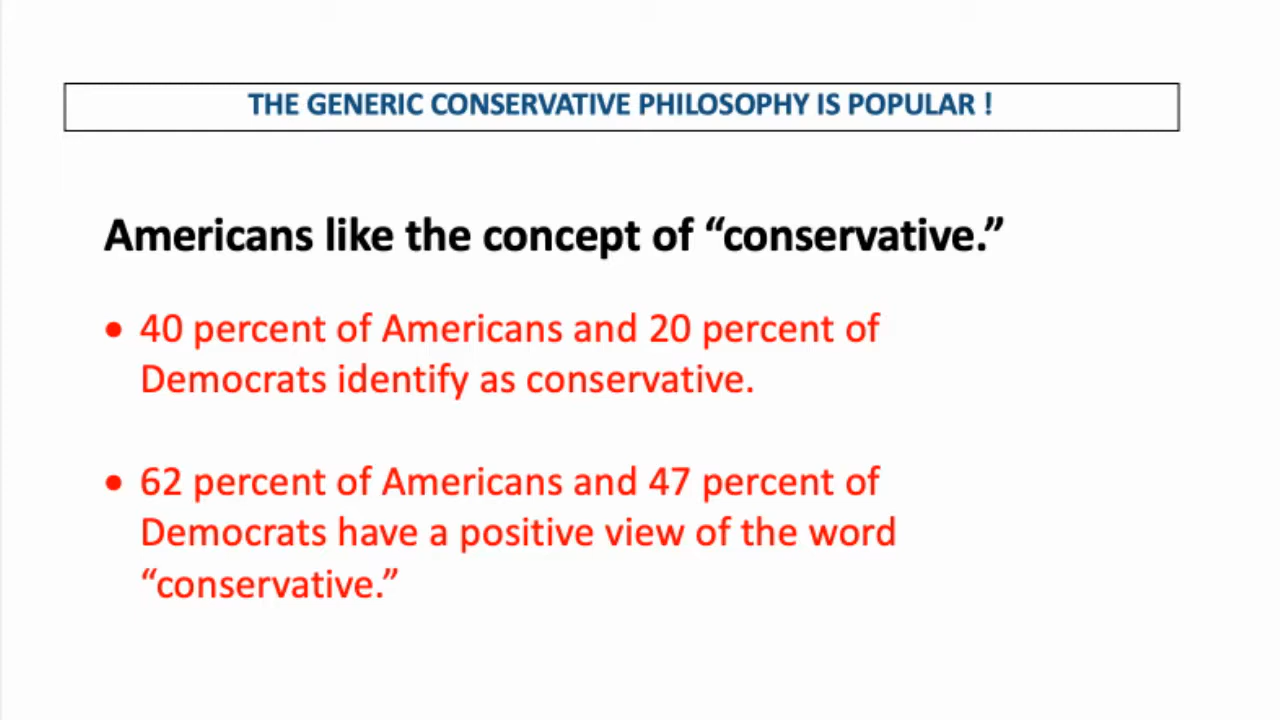 THE GENERIC CONSERVATIVE PHILOSOPHY IS POPULAR !
Americans like the concept of “conservative.”
• 40 percent of Americans and 20 percent of
Democrats identify as conservative.
• 62 percent of Americans and 47 percent of
Democrats have a positive view of the word
“conservative.”